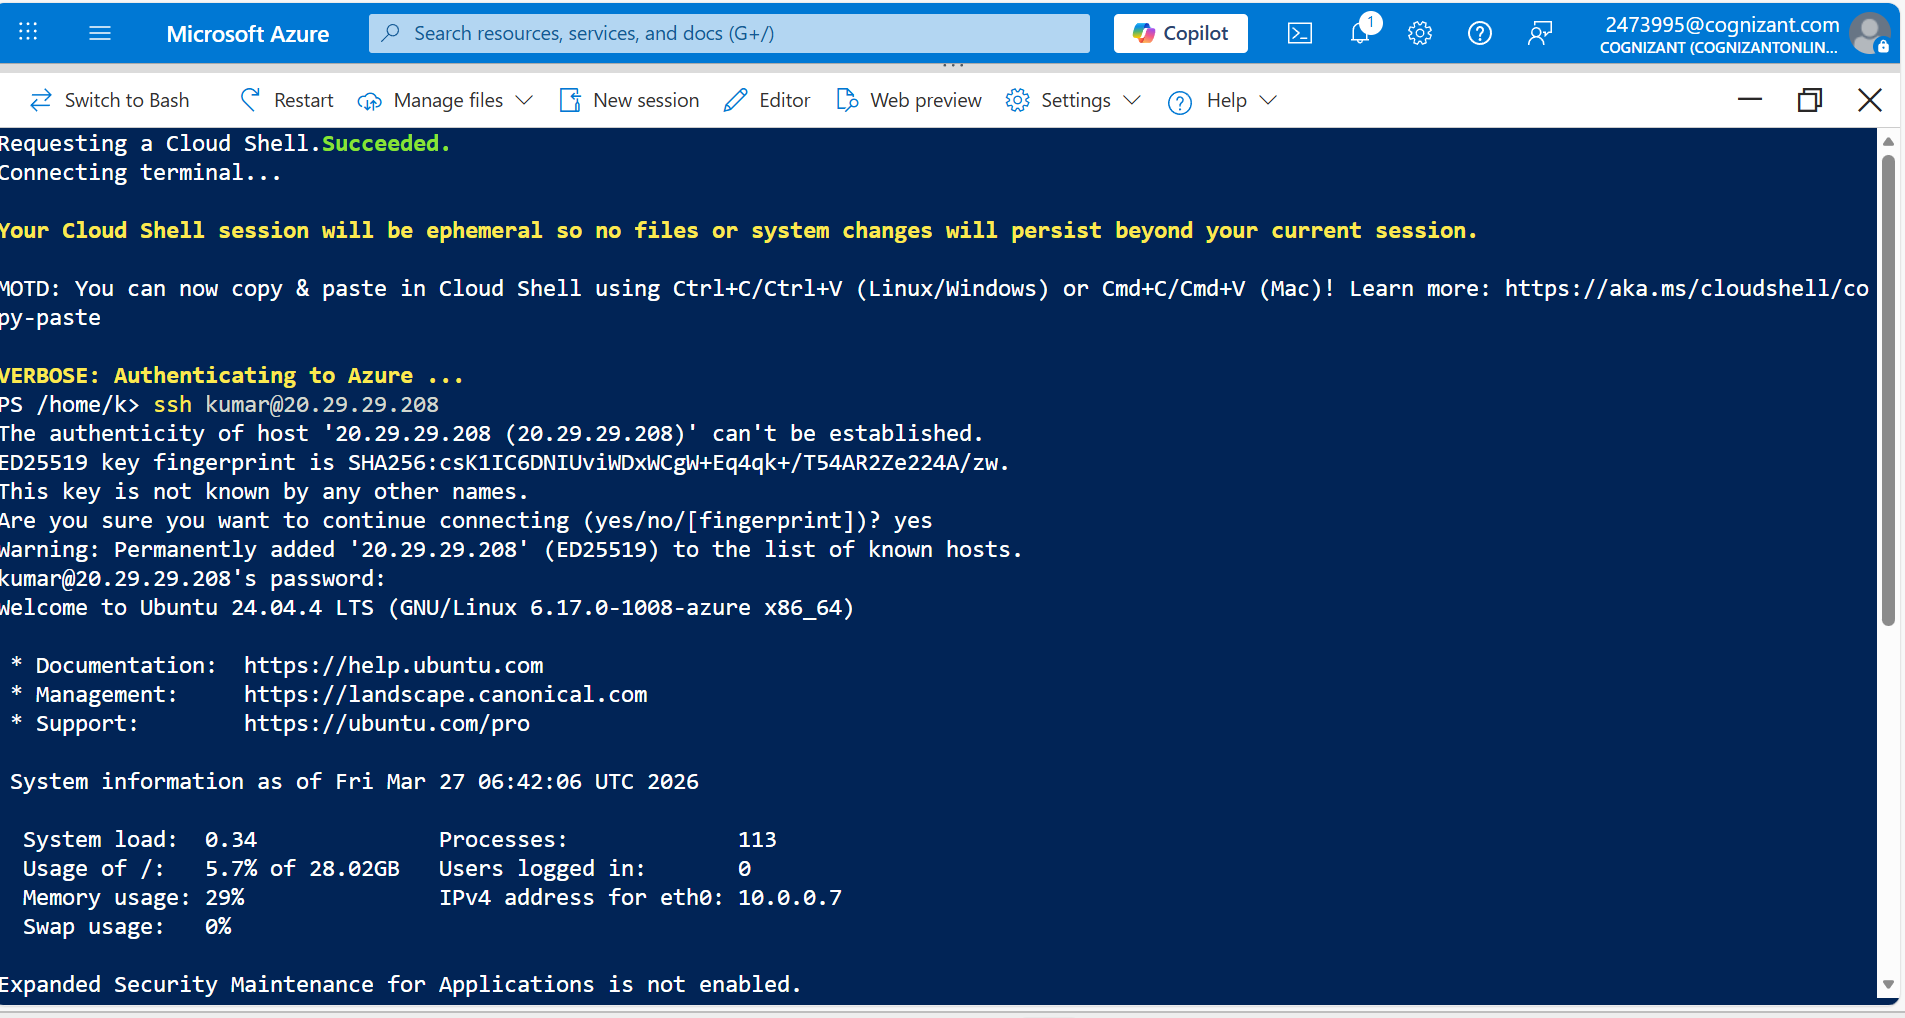 Microsoft Azure
Search resources, services, and docs (G+/)
Copilot
1
2473995@cognizant.com
COGNIZANT (COGNIZANTONLIN...
Switch to Bash
Restart
Manage files
New session
Editor
Web preview
Settings
Help
Requesting a Cloud Shell.Succeeded.
Connecting terminal...
Your Cloud Shell session will be ephemeral so no files or system changes will persist beyond your current session.
MOTD: You can now copy & paste in Cloud Shell using Ctrl+C/Ctrl+V (Linux/Windows) or Cmd+C/Cmd+V (Mac)! Learn more: https://aka.ms/cloudshell/co
py-paste
VERBOSE: Authenticating to Azure ...
PS /home/k> ssh kumar@20.29.29.208
The authenticity of host '20.29.29.208 (20.29.29.208)' can't be established.
ED25519 key fingerprint is SHA256:csK1IC6DNIUviWDxWCgW+Eq4qk+/T54AR2Ze224A/zw.
This key is not known by any other names.
Are you sure you want to continue connecting (yes/no/[fingerprint])? yes
Warning: Permanently added '20.29.29.208' (ED25519) to the list of known hosts.
kumar@20.29.29.208's password:
Welcome to Ubuntu 24.04.4 LTS (GNU/Linux 6.17.0-1008-azure x86_64)
* Documentation: https://help.ubuntu.com
* Management: https://landscape.canonical.com
* Support: https://ubuntu.com/pro
System information as of Fri Mar 27 06:42:06 UTC 2026
System load: 0.34 Processes: 113
Usage of /: 5.7% of 28.02GB Users logged in: 0
Memory usage: 29% IPv4 address for eth0: 10.0.0.7
Swap usage: 0%
Expanded Security Maintenance for Applications is not enabled.